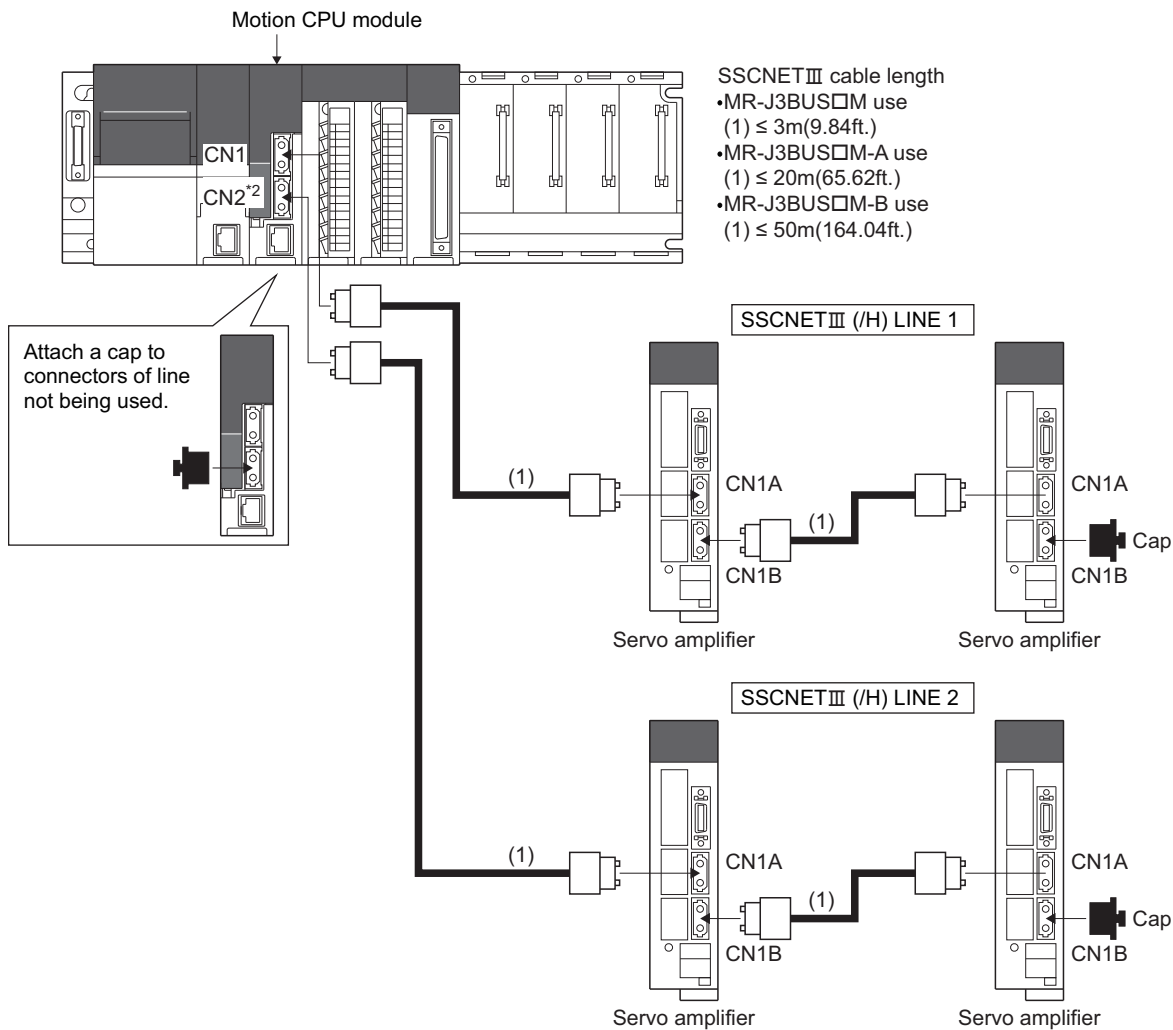 Motion CPU module
SSCNETⅢ cable length
•MR-J3BUS□M use
(1) ≤ 3m(9.84ft.)
•MR-J3BUS□M-A use
(1) ≤ 20m(65.62ft.)
•MR-J3BUS□M-B use
(1) ≤ 50m(164.04ft.)
CN1
CN2*2
Attach a cap to
connectors of line
not being used.
SSCNETⅢ (/H) LINE 1
(1)
CN1A
CN1B
(1)
CN1A
Cap
CN1B
Servo amplifier
Servo amplifier
SSCNETⅢ (/H) LINE 2
(1)
CN1A
CN1B
(1)
CN1A
Cap
CN1B
Servo amplifier
Servo amplifier